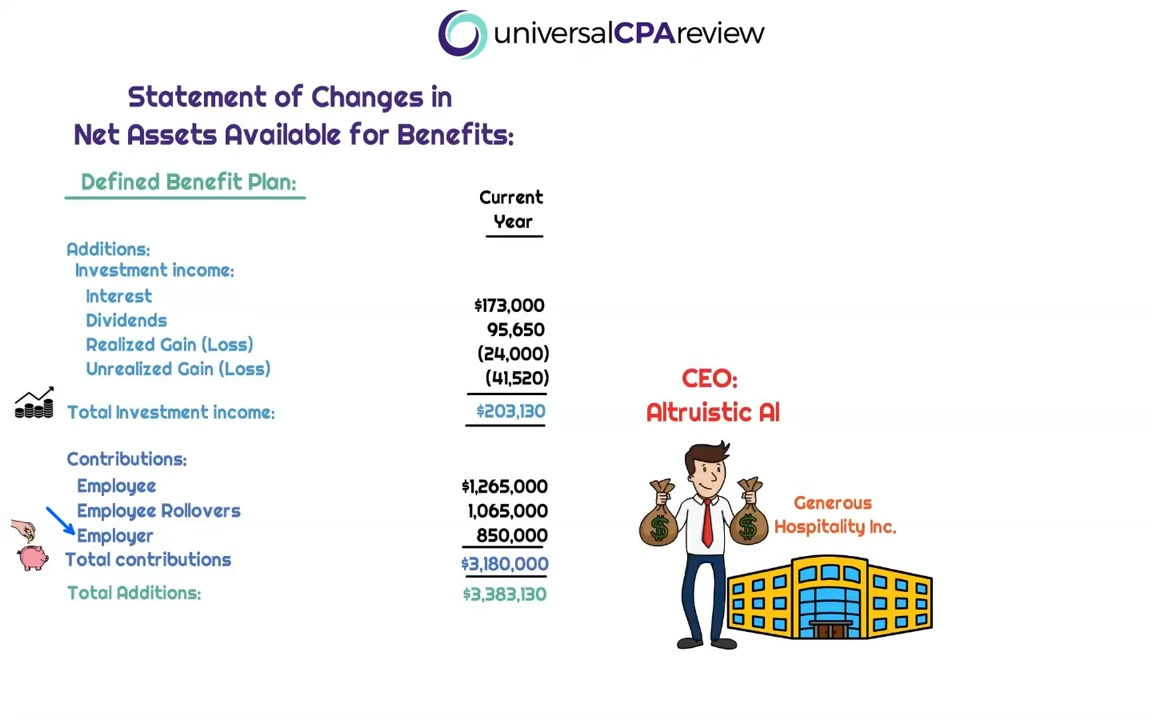 universalCPAreview
Statement of Changes in
Net Assets Available for Benefits:
Defined Benefit Plan:
Current
Year
Additions:
Investment income:
Interest $173,000
Dividends 95,650
Realized Gain (Loss) (24,000)
Unrealized Gain (Loss) (41,520)
Total Investment income: $203,130
Contributions:
Employee $1,265,000
Employee Rollovers 1,065,000
Employer 850,000
Total contributions $3,180,000
Total Additions: $3,383,130
CEO:
Altruistic Al
$ $
Generous
Hospitality Inc.